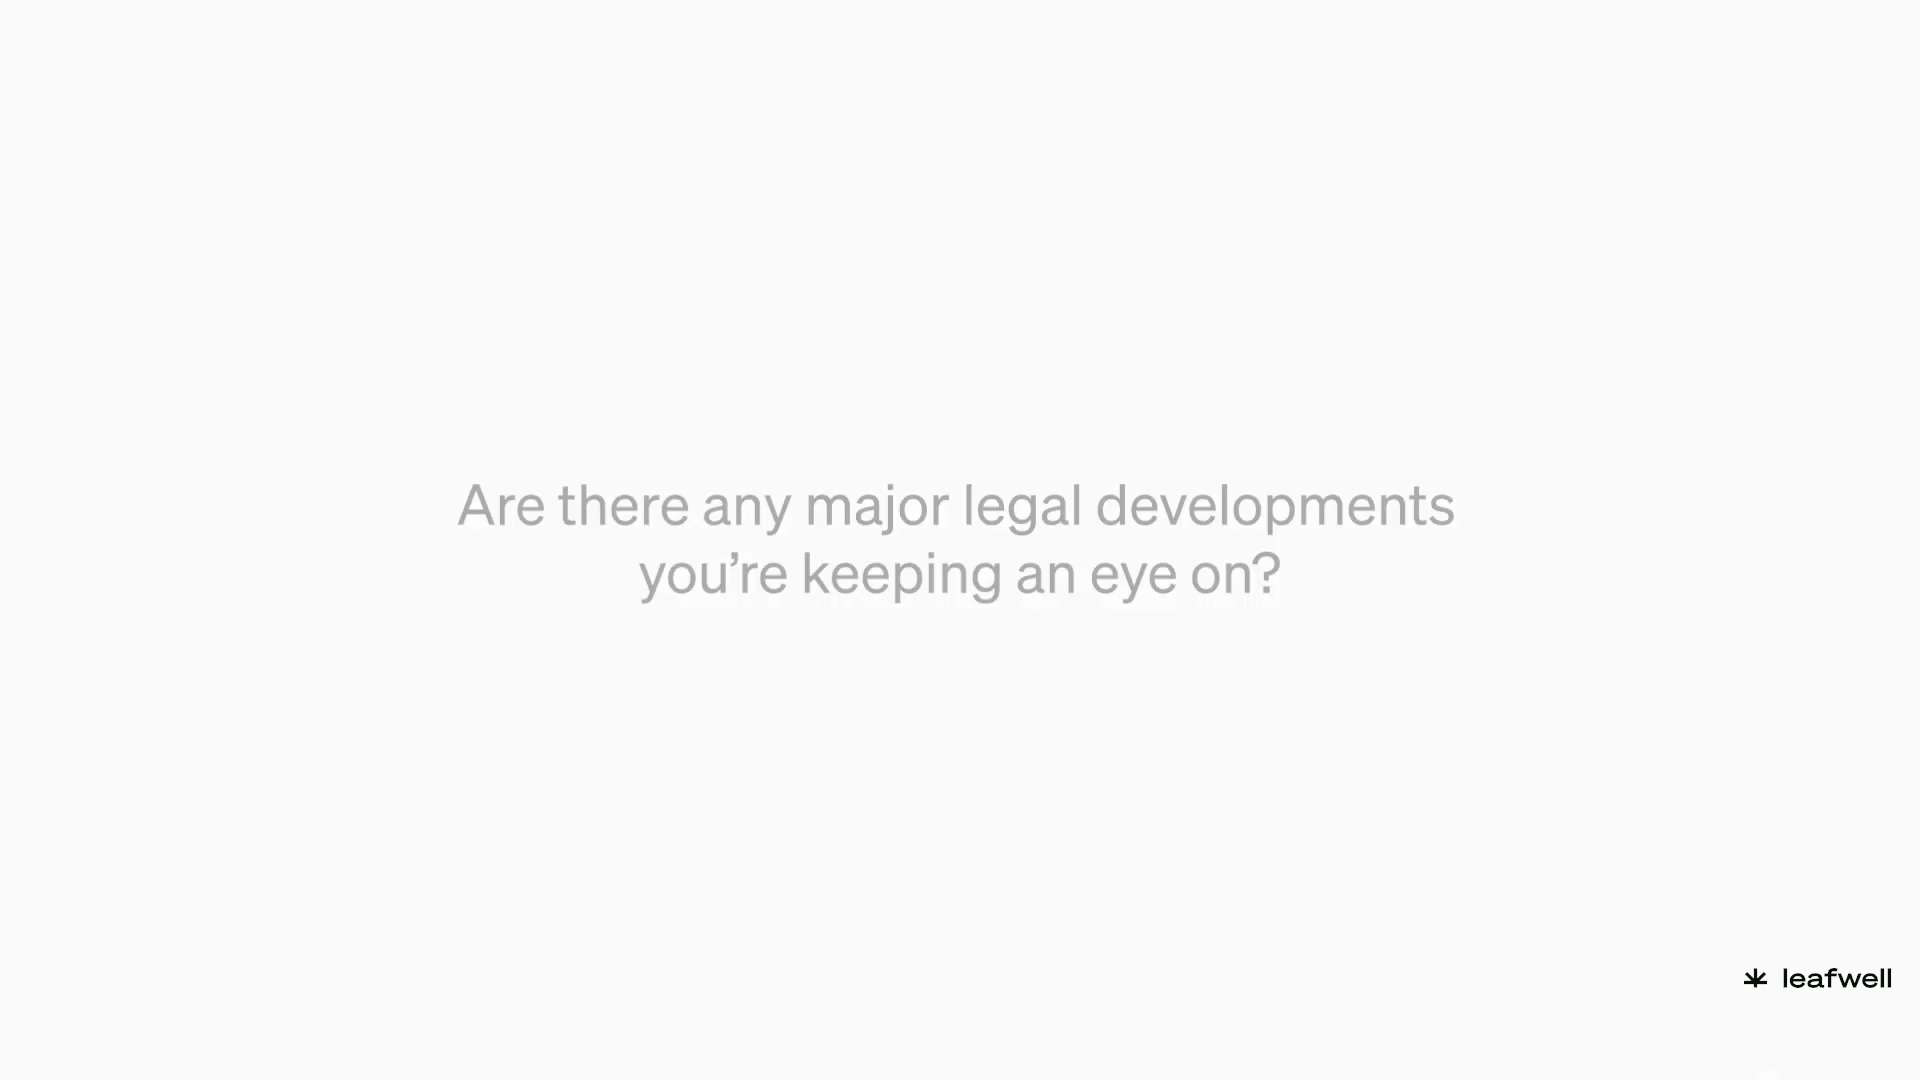 Are there any major legal developments
you’re keeping an eye on?
leafwell